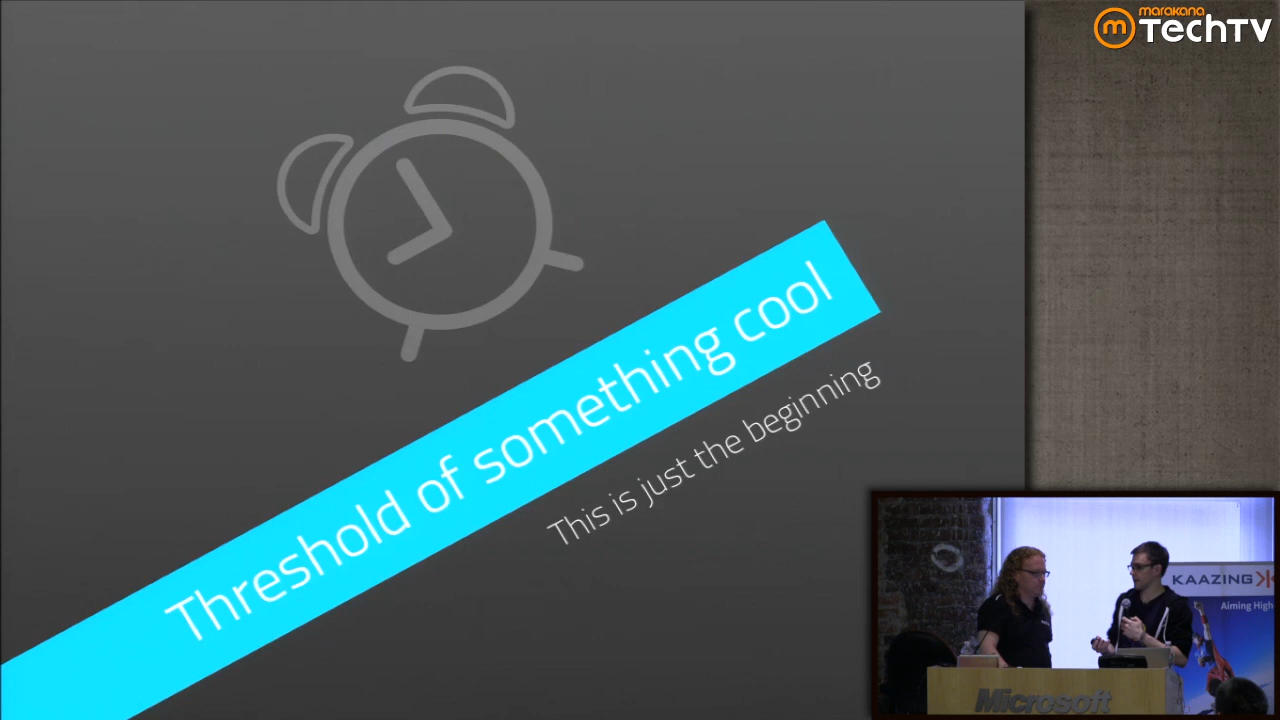 marakana
m TechTV
Threshold of something cool
This is just the beginning
KAAZING
Aiming High
Microsoft